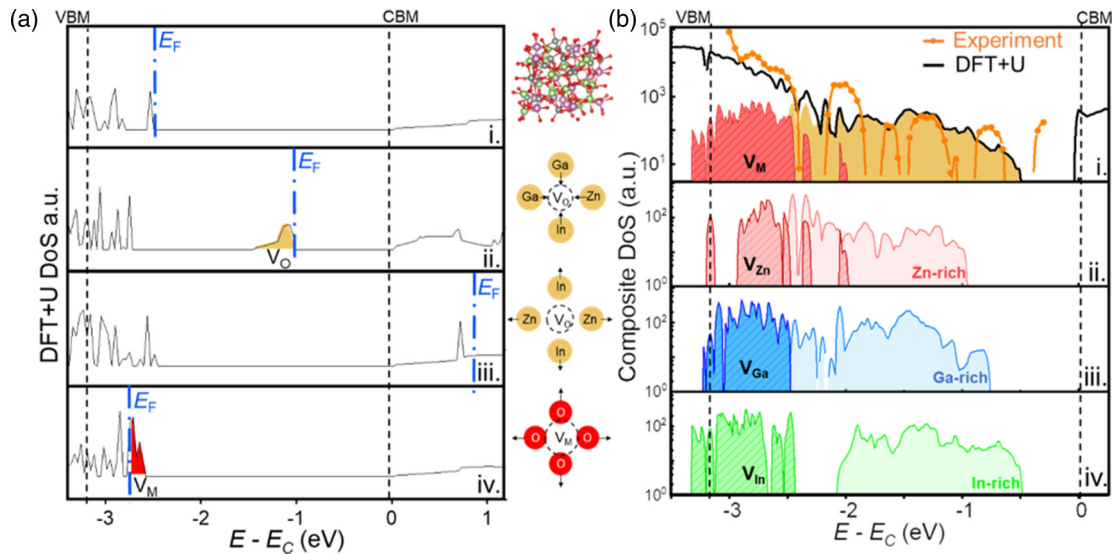 (a)
VBM
CBM
DFT+U DoS a.u.
E_F
i.
E_F
V_O
ii.
E_F
iii.
E_F
V_M
iv.
-3
-2
-1
0
1
E - E_C (eV)
Ga
Ga
V_O
Zn
In
In
Zn
V_O
Zn
In
O
O
V_M
O
O
(b)
VBM
CBM
Composite DoS (a.u.)
10^5
10^3
10^1
Experiment
DFT+U
V_M
i.
10^2
10^0
V_Zn
Zn-rich
ii.
10^2
10^0
V_Ga
Ga-rich
iii.
10^2
10^0
V_In
In-rich
iv.
-3
-2
-1
0
E - E_C (eV)